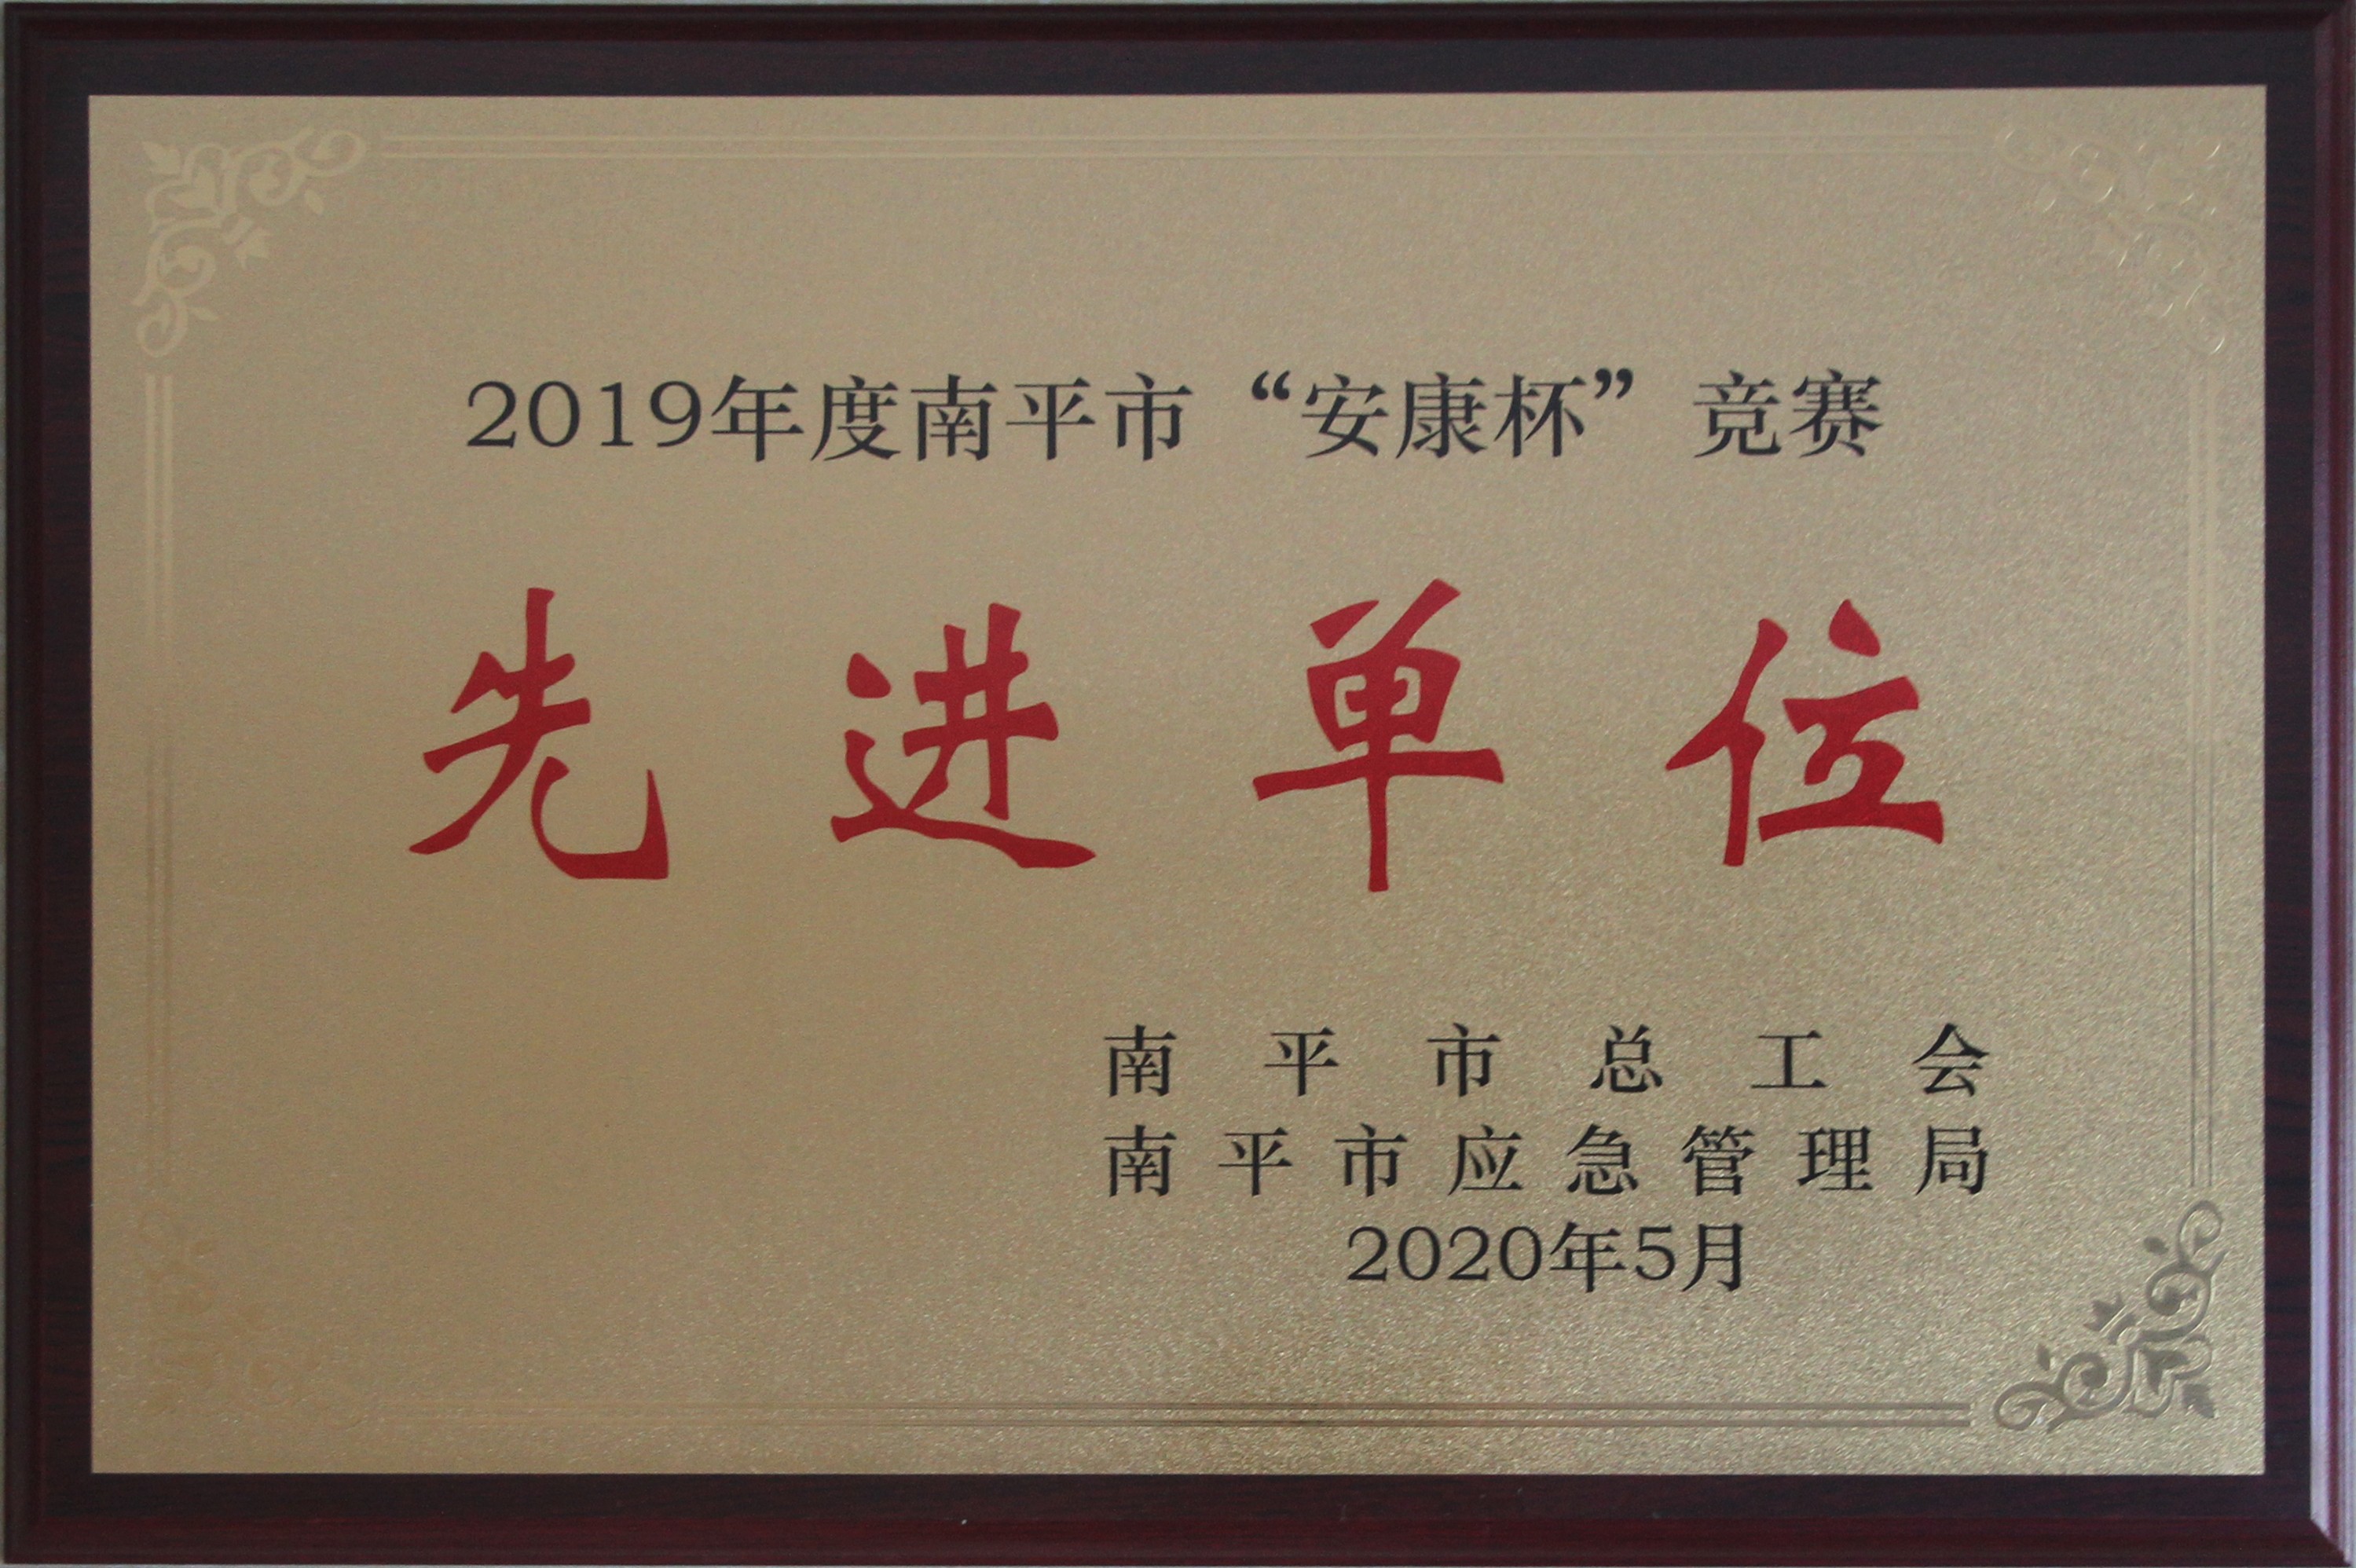 2019年度南平市“安康杯”竞赛
先进单位
南平市总工会
南平市应急管理局
2020年5月